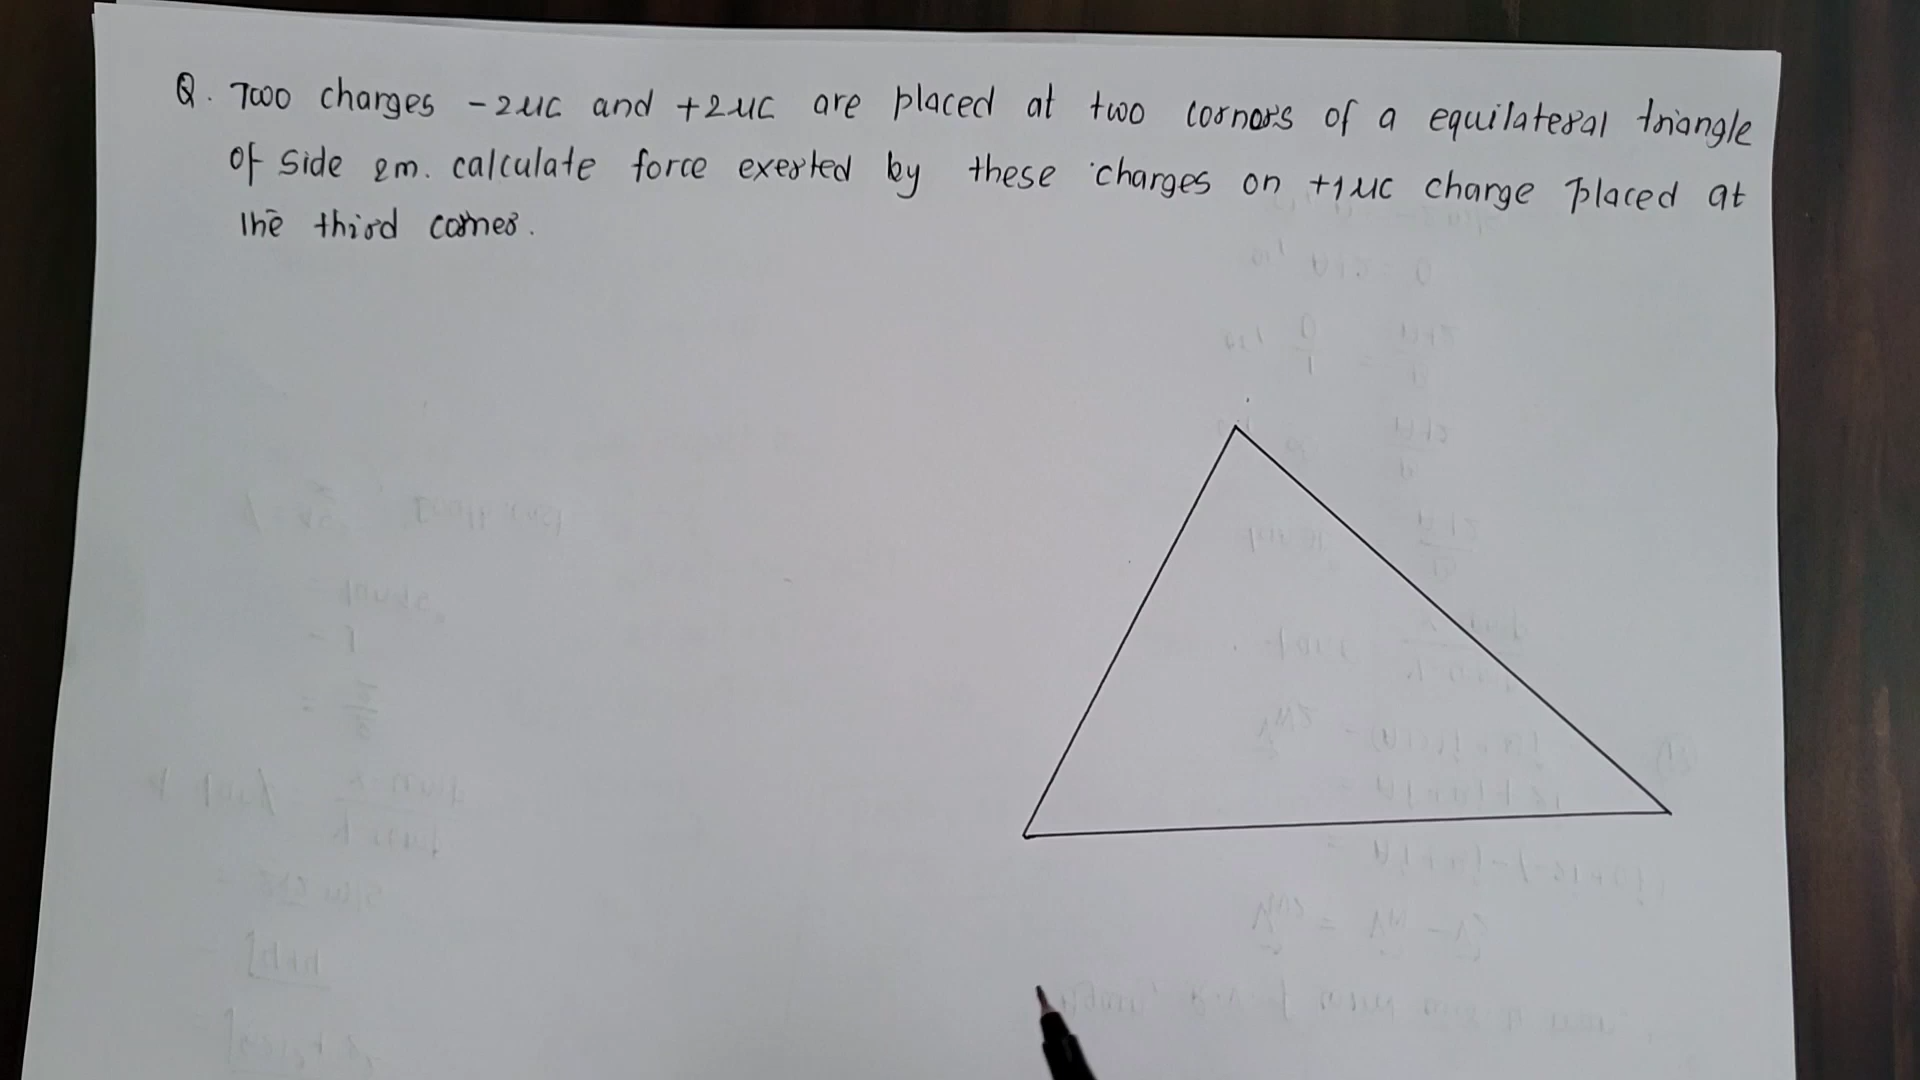 Q. Two charges -2μC and +2μC are placed at two corners of a equilateral triangle
of side 2m. calculate force exerted by these charges on +1μC charge placed at
the third corner.